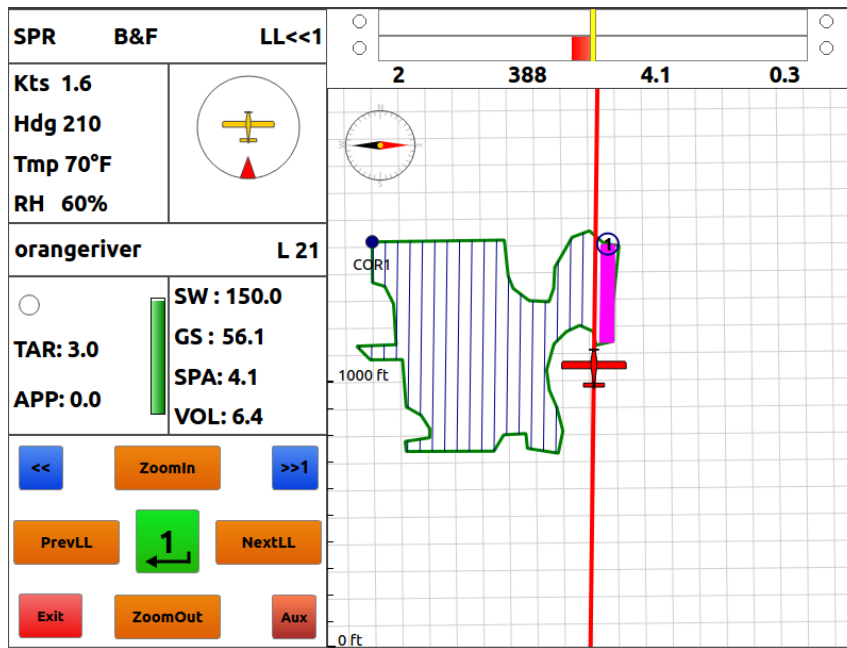 SPR B&F LL<<1
Kts 1.6
Hdg 210
Tmp 70°F
RH 60%
orangeriver L 21
TAR: 3.0
APP: 0.0
SW : 150.0
GS : 56.1
SPA: 4.1
VOL: 6.4
<< ZoomIn >>1
PrevLL 1 NextLL
Exit ZoomOut Aux
2 388 4.1 0.3
N
W E
S
1
COR1
1000 ft
0 ft